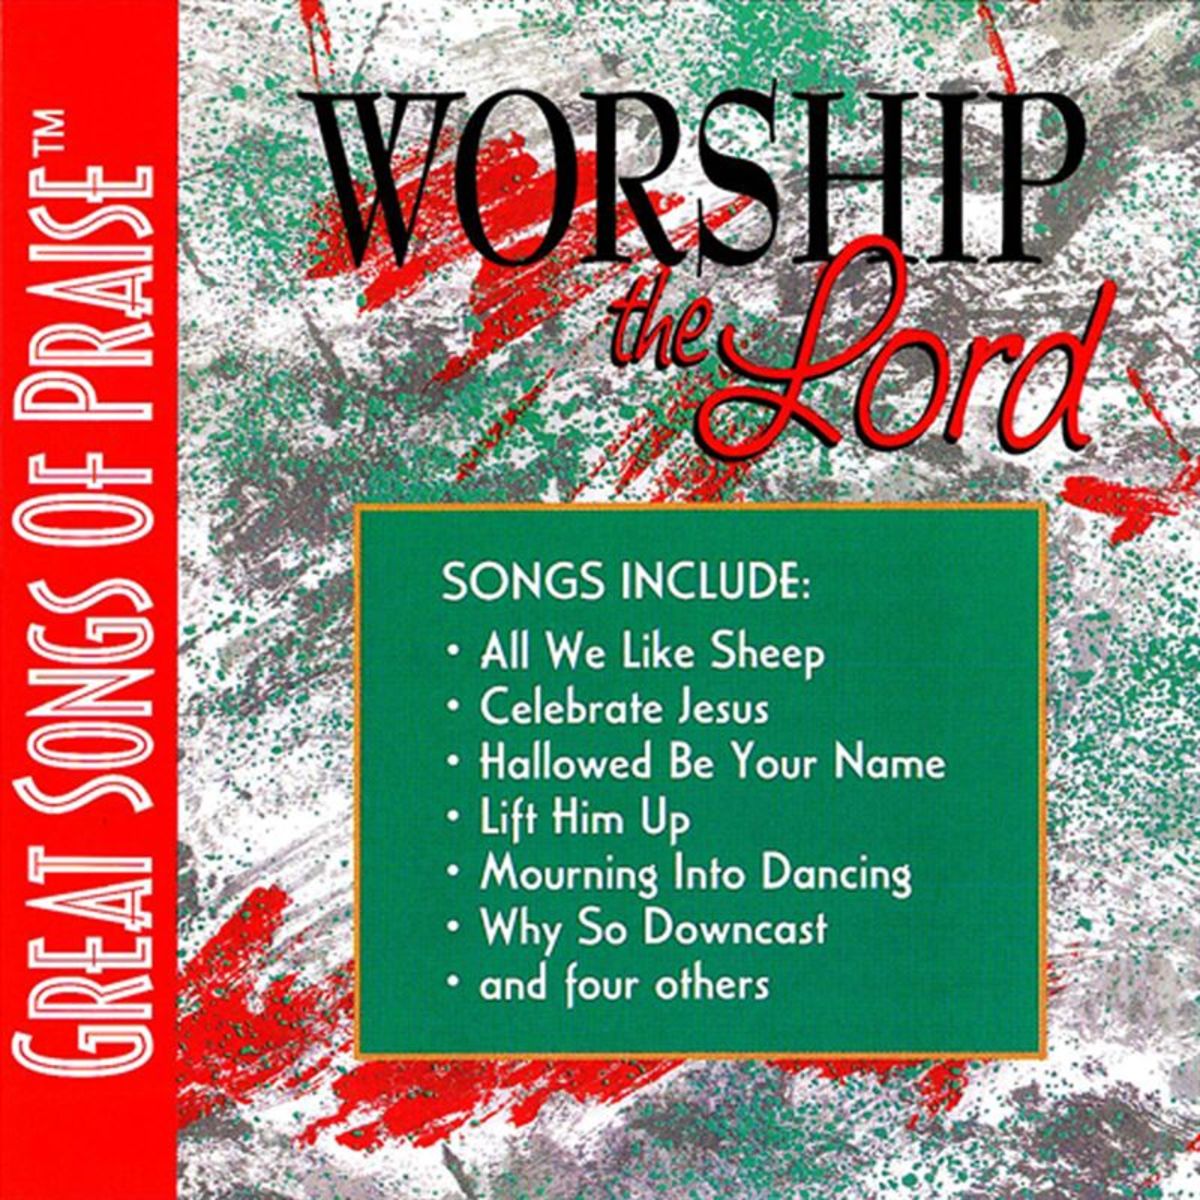 GREAT SONGS OF PRAISE™
WORSHIP
the Lord
SONGS INCLUDE:
• All We Like Sheep
• Celebrate Jesus
• Hallowed Be Your Name
• Lift Him Up
• Mourning Into Dancing
• Why So Downcast
• and four others